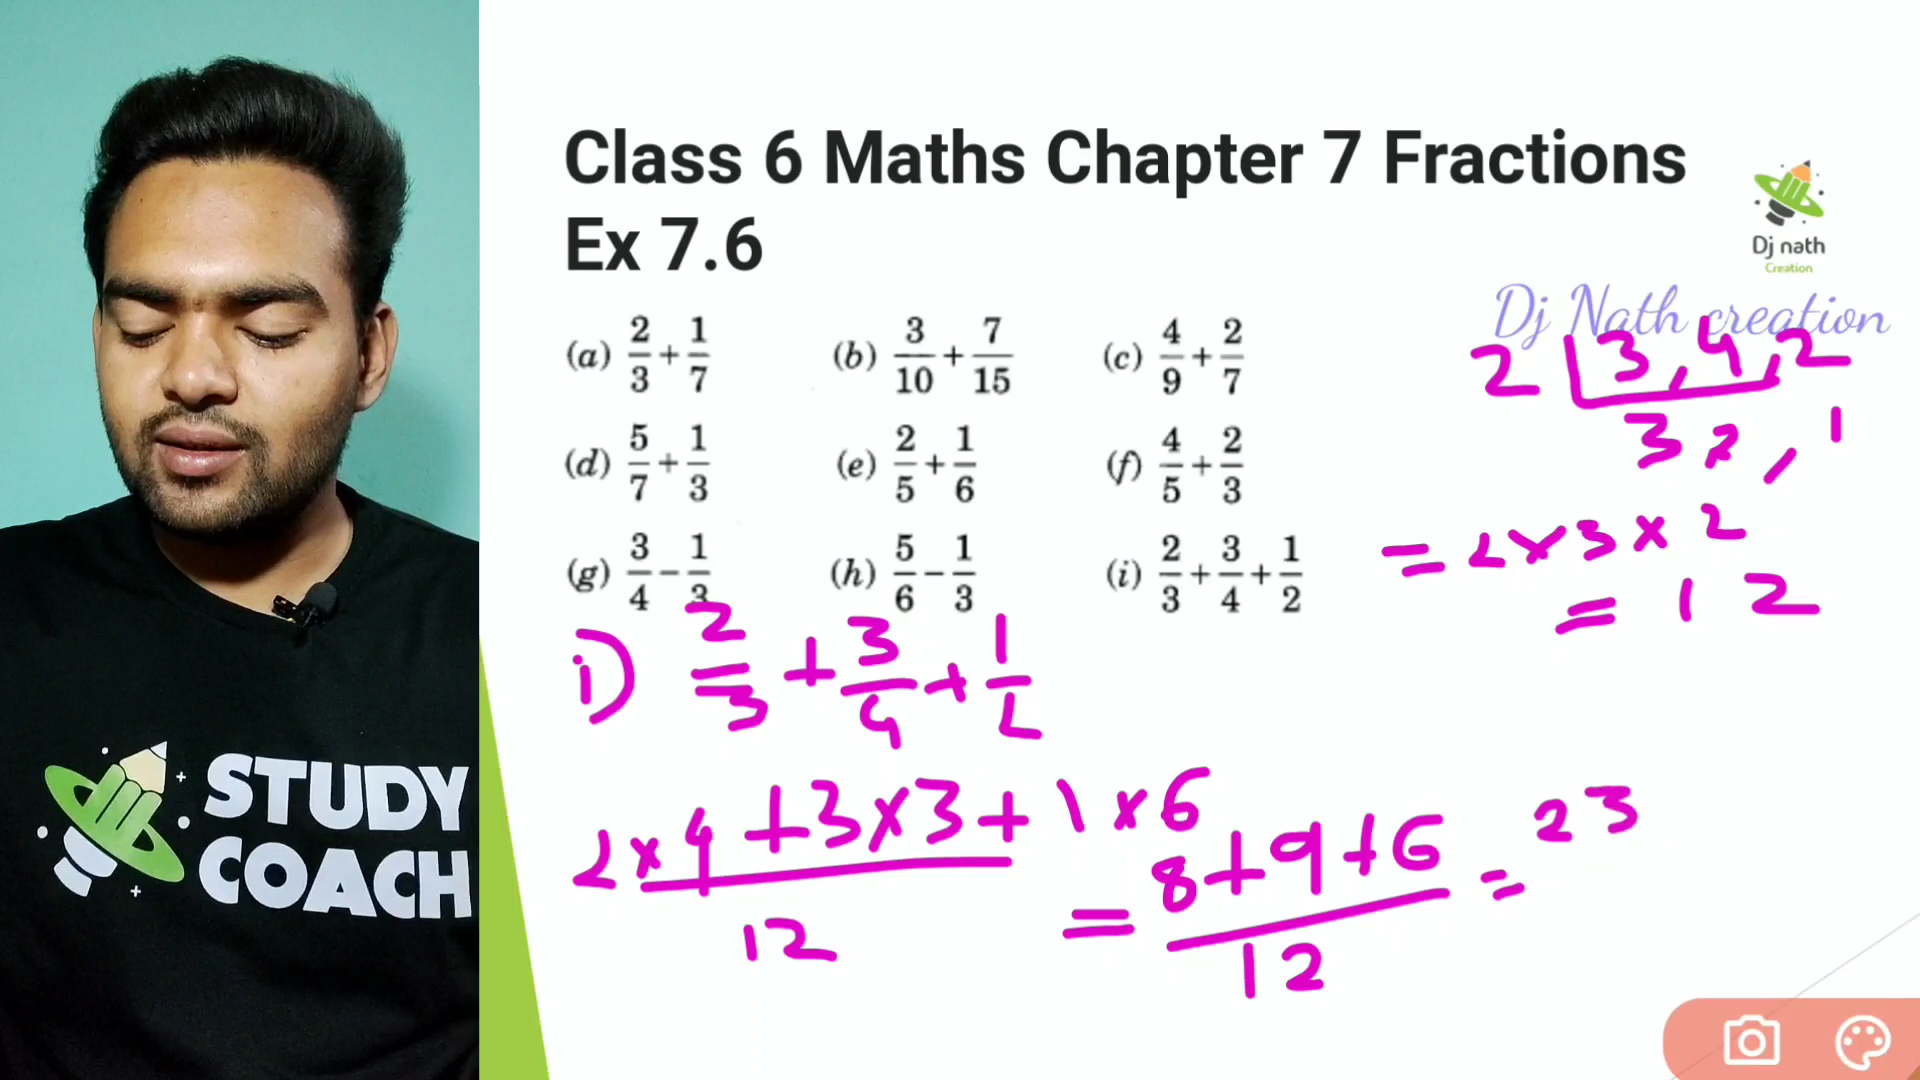 Class 6 Maths Chapter 7 Fractions
Ex 7.6
Dj nath
Creation
Dj Nath creation
(a) 2/3 + 1/7 (b) 3/10 + 7/15 (c) 4/9 + 2/7
(d) 5/7 + 1/3 (e) 2/5 + 1/6 (f) 4/5 + 2/3
(g) 3/4 − 1/3 (h) 5/6 − 1/3 (i) 2/3 + 3/4 + 1/2
2 | 3, 4, 2
3 2, 1
= 2 × 3 × 2
= 12
i) 2/3 + 3/4 + 1/2
2×4 + 3×3 + 1×6
12
= 8+9+6
12
= 23
STUDY
COACH